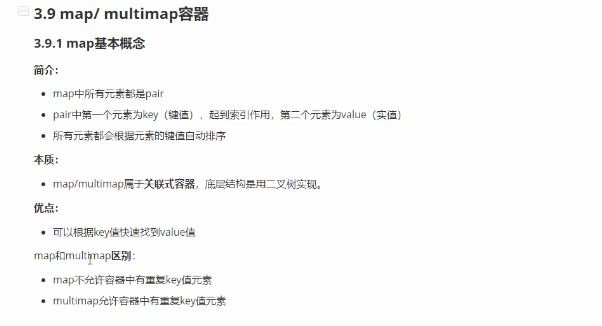 3.9 map/ multimap容器
3.9.1 map基本概念
简介：
map中所有元素都是pair
pair中第一个元素为key（键值），起到索引作用，第二个元素为value（实值）
所有元素都会根据元素的键值自动排序
本质：
map/multimap属于关联式容器，底层结构是用二叉树实现。
优点：
可以根据key值快速找到value值
map和multimap区别：
map不允许容器中有重复key值元素
multimap允许容器中有重复key值元素